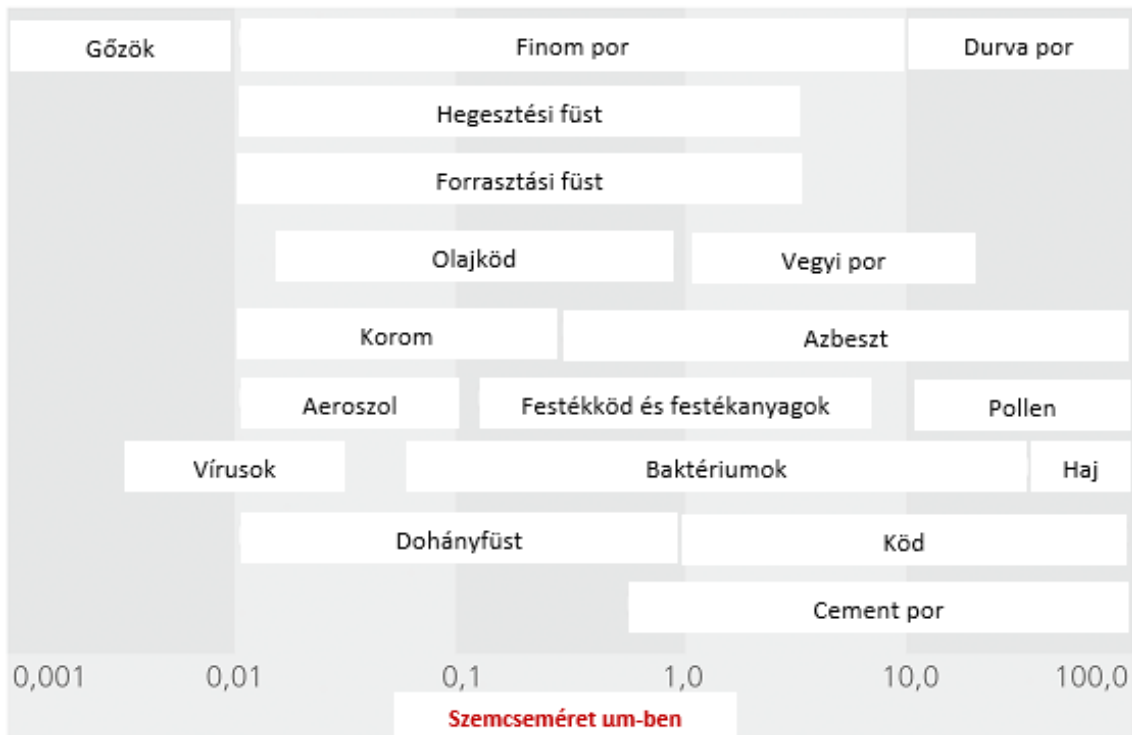 Gőzök Finom por Durva por
Hegesztési füst
Forrasztási füst
Olajköd Vegyi por
Korom Azbeszt
Aeroszol Festékköd és festékanyagok Pollen
Vírusok Baktériumok Haj
Dohányfüst Köd
Cement por
0,001 0,01 0,1 1,0 10,0 100,0
Szemcseméret um-ben